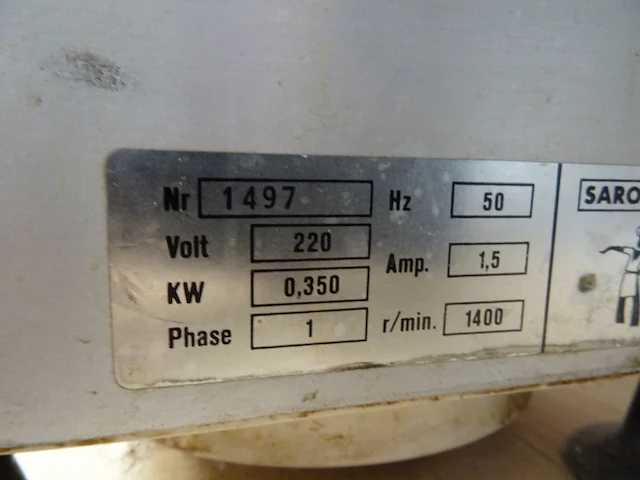 Nr 1497 Hz 50
Volt 220
Amp. 1,5
KW 0,350
Phase 1 r/min. 1400
SARO